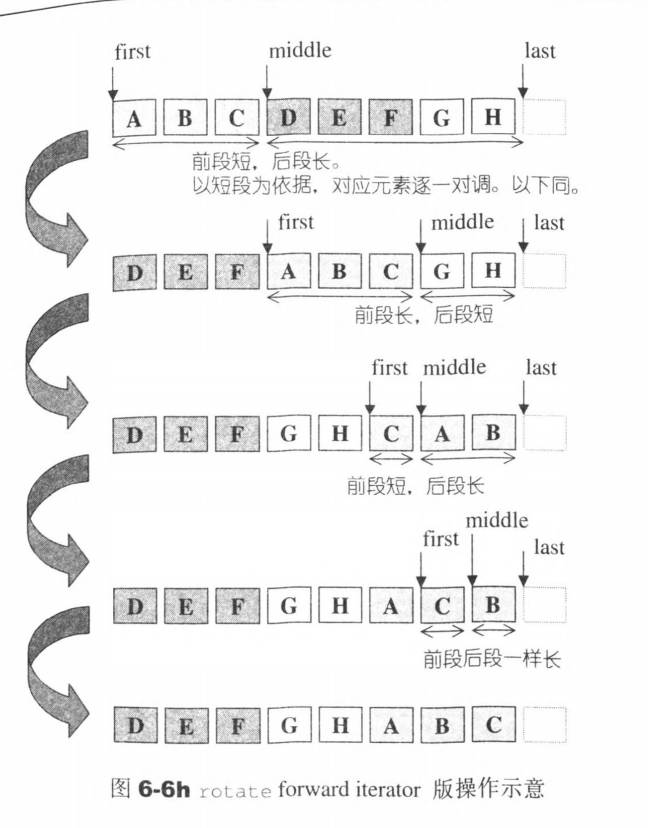 first middle last
A B C D E F G H
前段短，后段长。
以短段为依据，对应元素逐一对调。以下同。
first middle last
D E F A B C G H
前段长，后段短
first middle last
D E F G H C A B
前段短，后段长
middle
first
last
D E F G H A C B
前段后段一样长
D E F G H A B C
图 6-6h rotate forward iterator 版操作示意